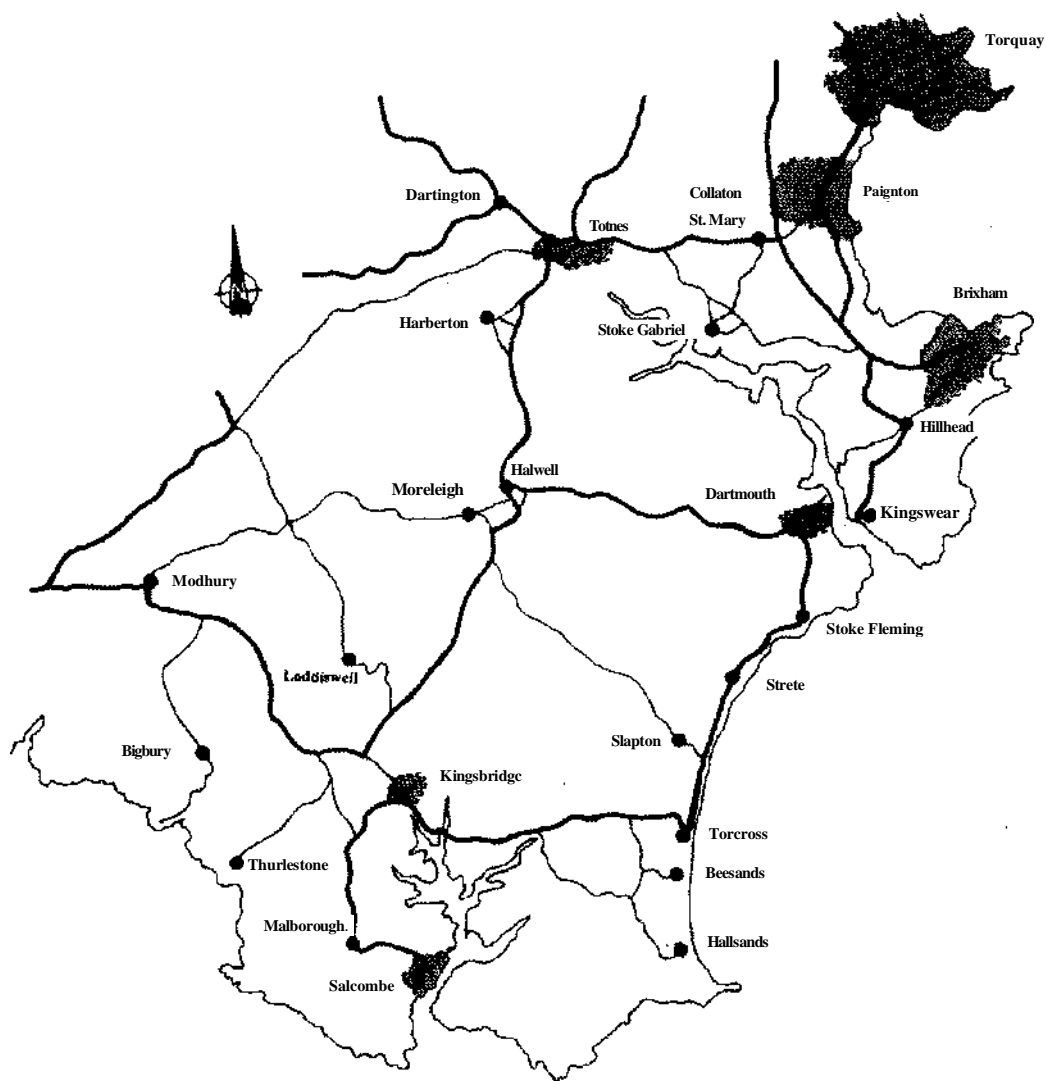 Torquay
Dartington
Collaton
St. Mary
Paignton
Totnes
Brixham
Harberton
Stoke Gabriel
Hillhead
Halwell
Moreleigh
Dartmouth
Kingswear
Modhury
Stoke Fleming
Loddiswell
Strete
Slapton
Bigbury
Kingsbridgc
Torcross
Thurlestone
Beesands
Malborough.
Hallsands
Salcombe